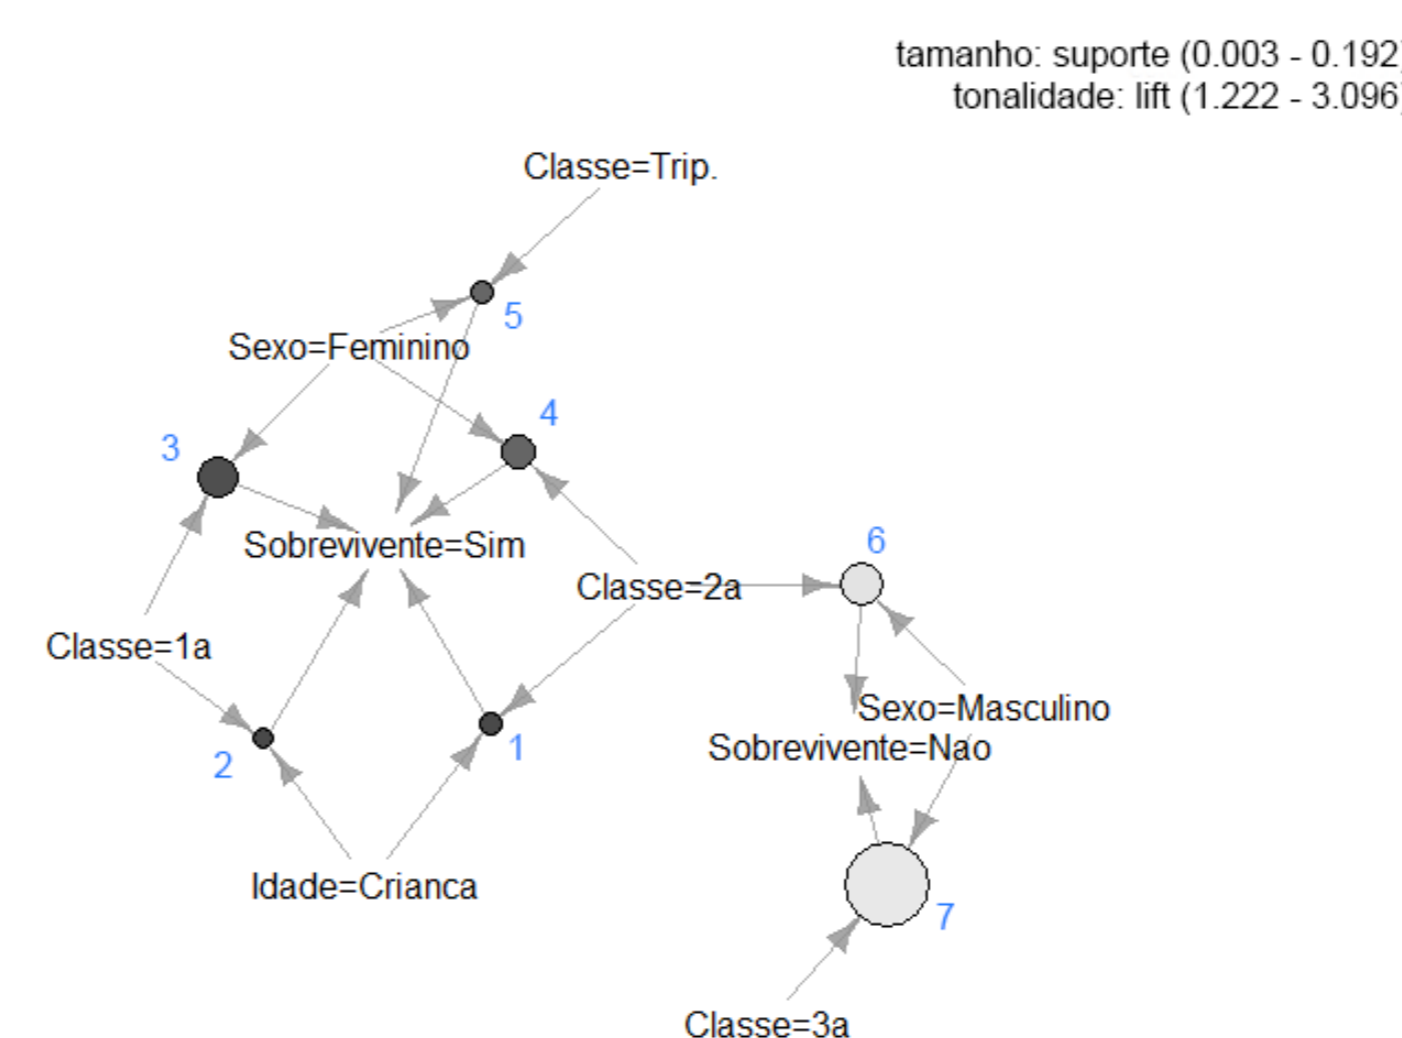 tamanho: suporte (0.003 - 0.192)
tonalidade: lift (1.222 - 3.096)
Classe=Trip.
5
Sexo=Feminino
4
3
Sobrevivente=Sim
6
Classe=2a
Classe=1a
Sexo=Masculino
Sobrevivente=Nao
1
2
Idade=Crianca
7
Classe=3a